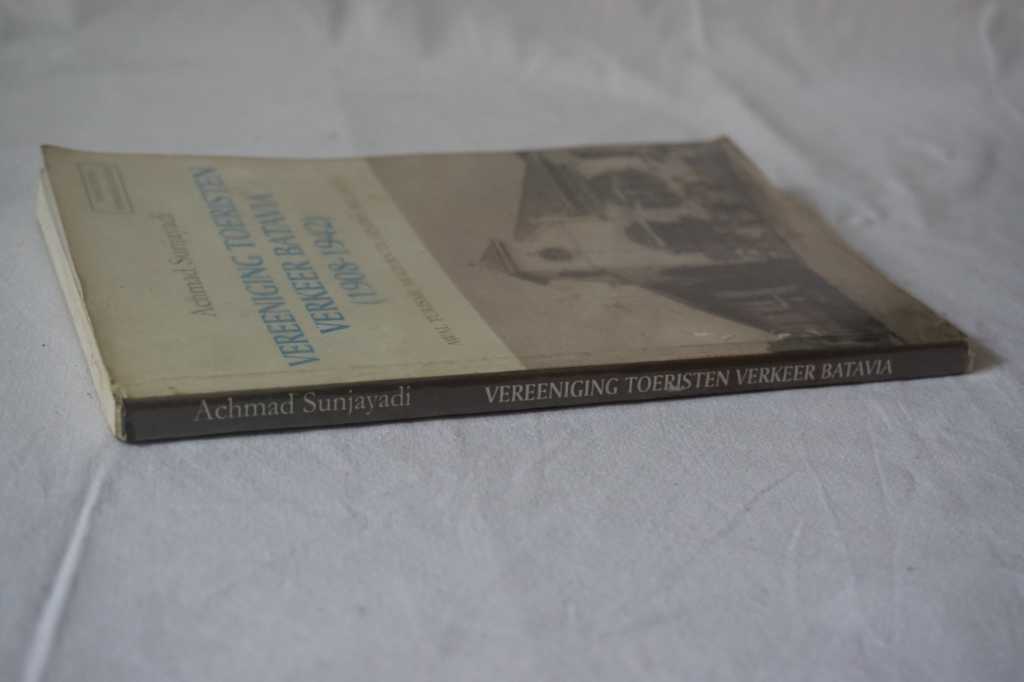 Achmad Sunjayadi
VEREENIGING TOERISTEN
VERKEER BATAVIA
(1908-1942)
Achmad Sunjayadi VEREENIGING TOERISTEN VERKEER BATAVIA